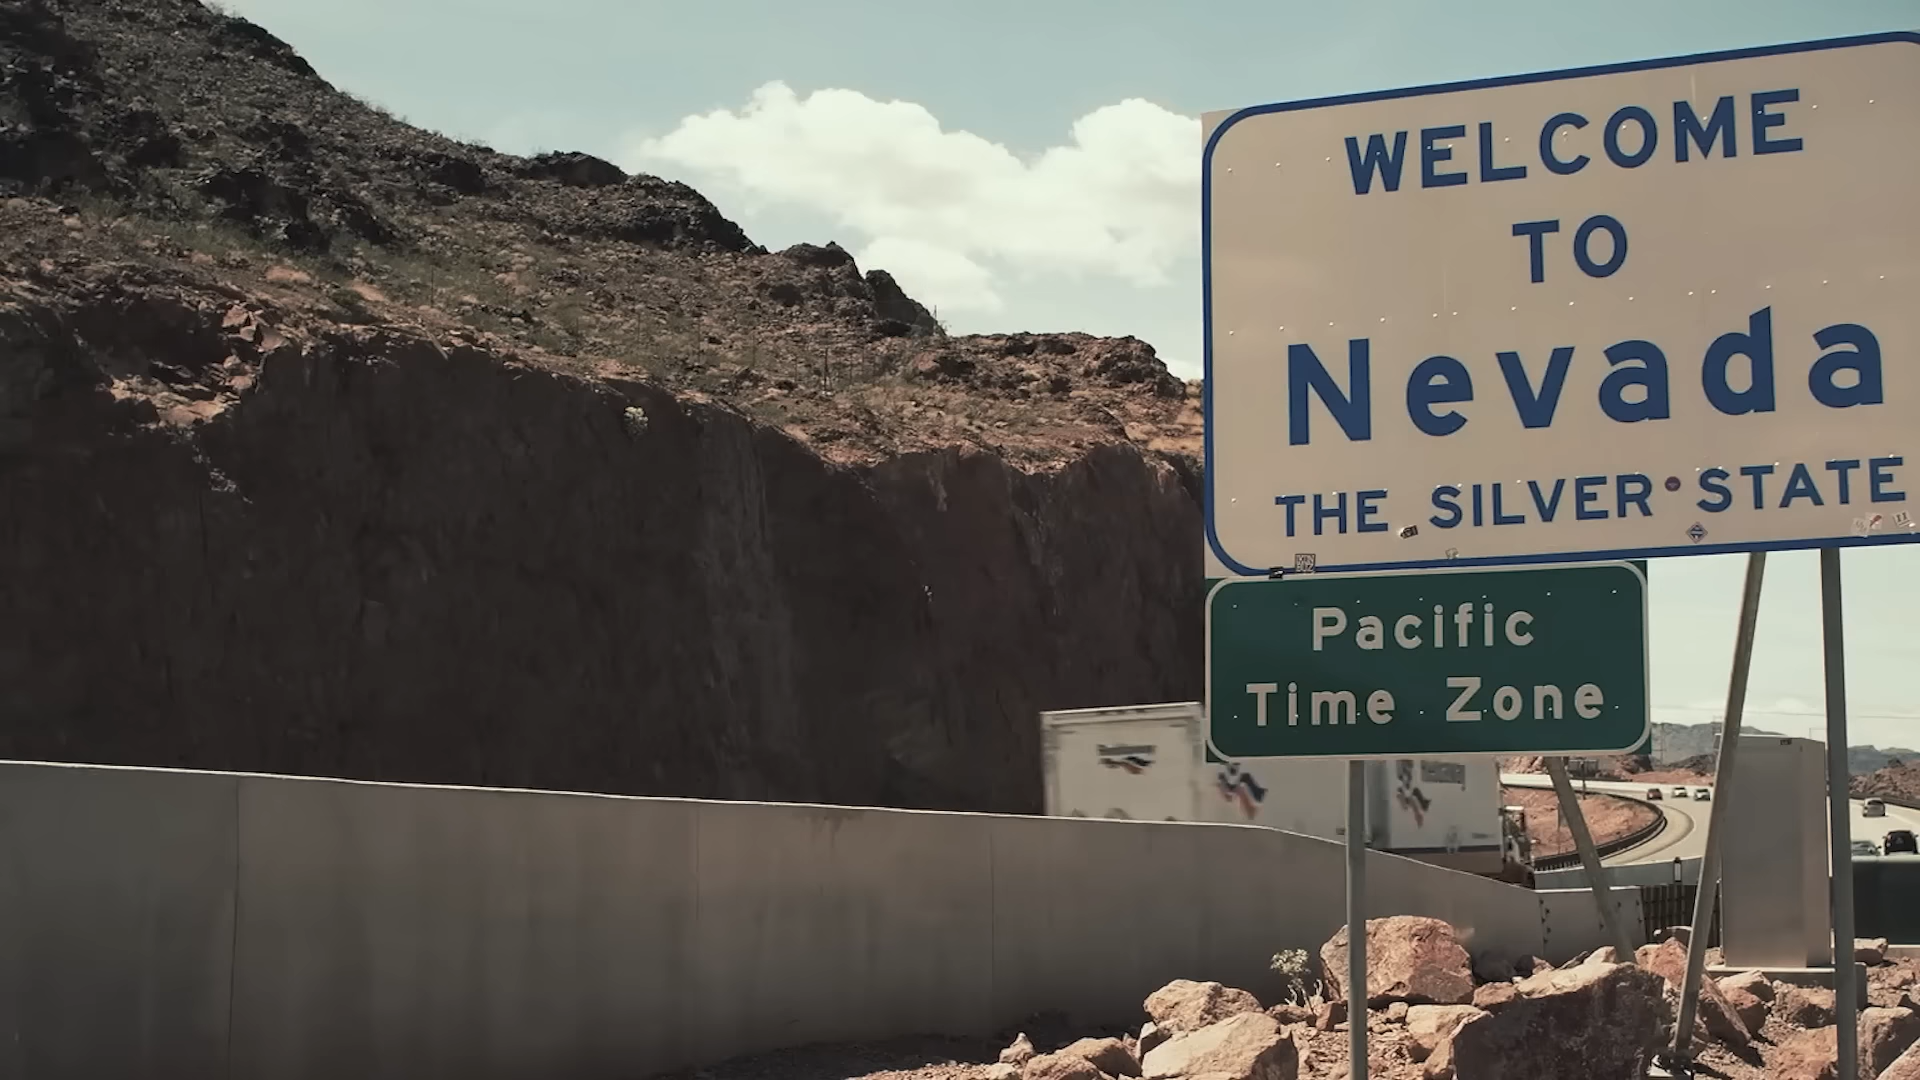 WELCOME
TO
Nevada
THE SILVER STATE
Pacific
Time Zone